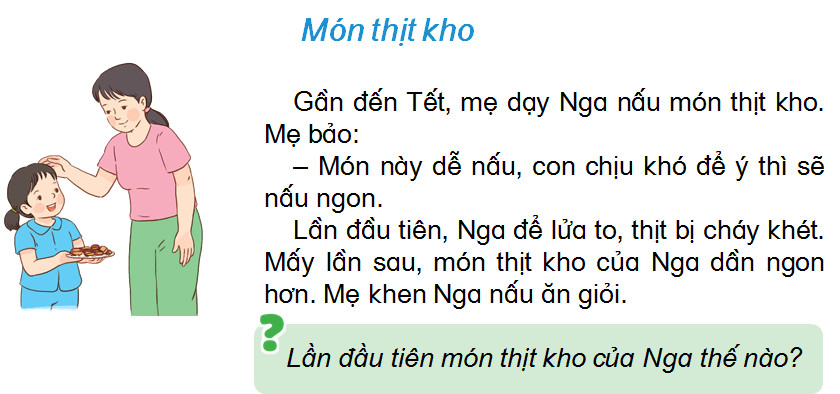 Món thịt kho
Gần đến Tết, mẹ dạy Nga nấu món thịt kho.
Mẹ bảo:
– Món này dễ nấu, con chịu khó để ý thì sẽ
nấu ngon.
Lần đầu tiên, Nga để lửa to, thịt bị cháy khét.
Mấy lần sau, món thịt kho của Nga dần ngon
hơn. Mẹ khen Nga nấu ăn giỏi.
? Lần đầu tiên món thịt kho của Nga thế nào?